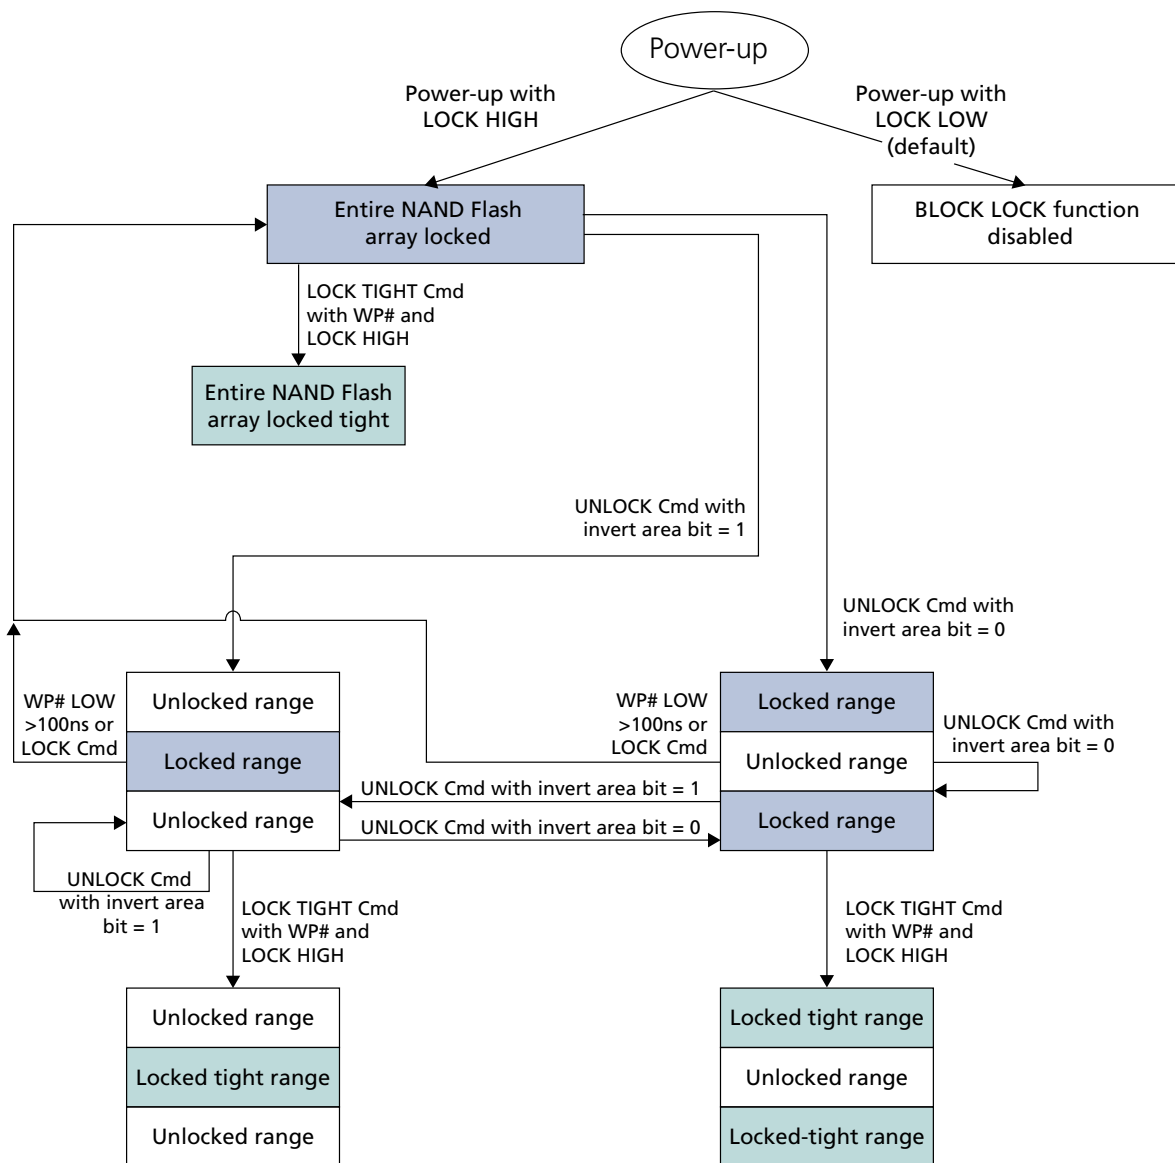 Power-up
Power-up with
LOCK HIGH
Power-up with
LOCK LOW
(default)
Entire NAND Flash
array locked
BLOCK LOCK function
disabled
LOCK TIGHT Cmd
with WP# and
LOCK HIGH
Entire NAND Flash
array locked tight
UNLOCK Cmd with
invert area bit = 1
UNLOCK Cmd with
invert area bit = 0
WP# LOW
>100ns or
LOCK Cmd
Unlocked range
Locked range
Unlocked range
WP# LOW
>100ns or
LOCK Cmd
Locked range
Unlocked range
Locked range
UNLOCK Cmd with
invert area bit = 0
UNLOCK Cmd with invert area bit = 1
UNLOCK Cmd with invert area bit = 0
UNLOCK Cmd
with invert area
bit = 1
LOCK TIGHT Cmd
with WP# and
LOCK HIGH
LOCK TIGHT Cmd
with WP# and
LOCK HIGH
Unlocked range
Locked tight range
Unlocked range
Locked tight range
Unlocked range
Locked-tight range